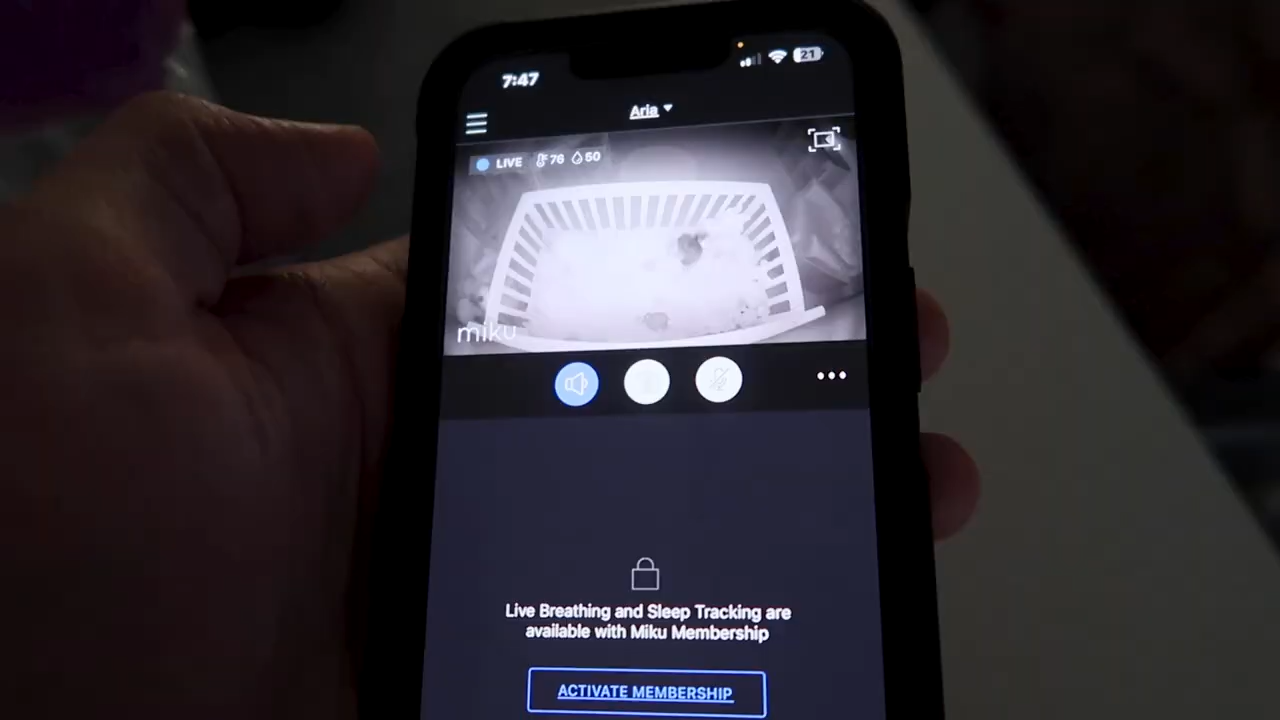 7:47
21
Aria
LIVE 76 50
miku
Live Breathing and Sleep Tracking are
available with Miku Membership
ACTIVATE MEMBERSHIP